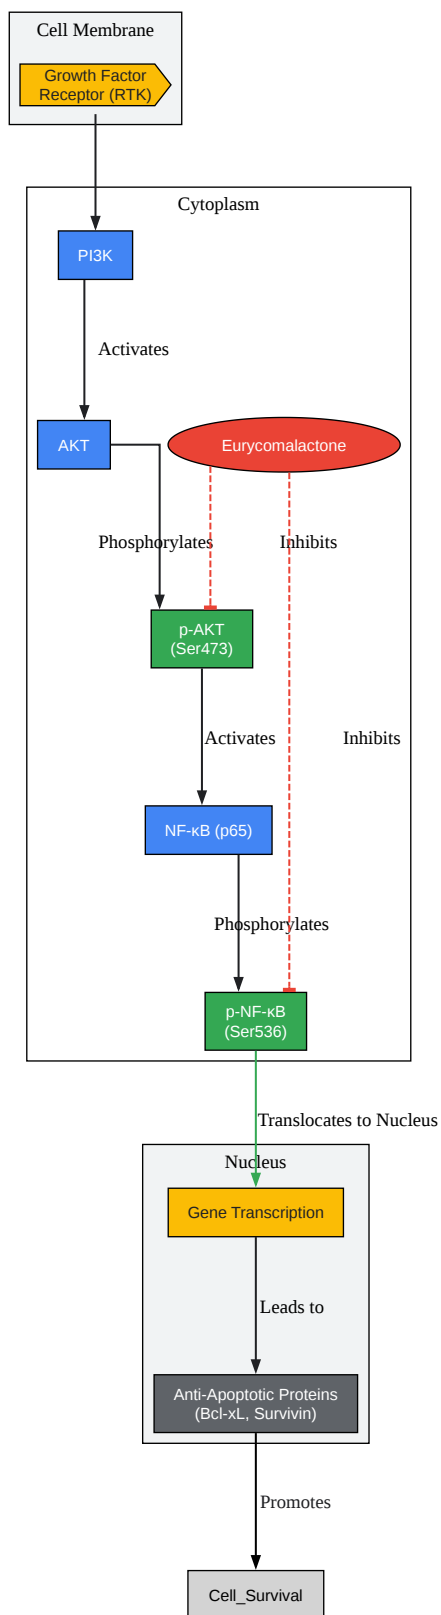 Cell Membrane
Growth Factor
Receptor (RTK)
Cytoplasm
PI3K
Activates
AKT
Eurycomalactone
Phosphorylates
Inhibits
p-AKT
(Ser473)
Activates
Inhibits
NF-κB (p65)
Phosphorylates
p-NF-κB
(Ser536)
Translocates to Nucleus
Nucleus
Gene Transcription
Leads to
Anti-Apoptotic Proteins
(Bcl-xL, Survivin)
Promotes
Cell_Survival